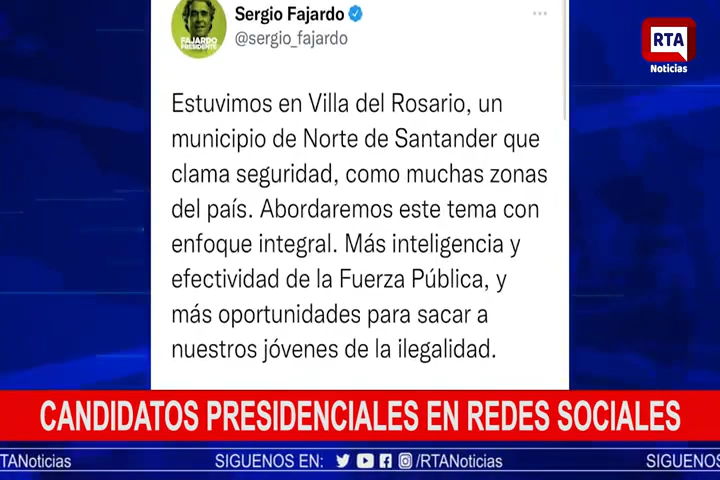 Sergio Fajardo
@sergio_fajardo
FAJARDO
PRESIDENTE
RTA
Noticias
Estuvimos en Villa del Rosario, un
municipio de Norte de Santander que
clama seguridad, como muchas zonas
del país. Abordaremos este tema con
enfoque integral. Más inteligencia y
efectividad de la Fuerza Pública, y
más oportunidades para sacar a
nuestros jóvenes de la ilegalidad.
CANDIDATOS PRESIDENCIALES EN REDES SOCIALES
RTANoticias
SIGUENOS EN: /RTANoticias
SIGUENOS